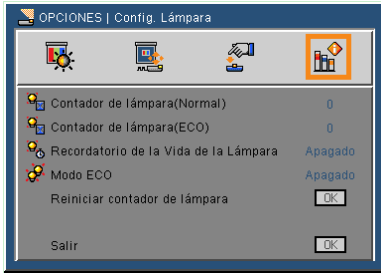 OPCIONES | Config. Lámpara
Contador de lámpara(Normal) 0
Contador de lámpara(ECO) 0
Recordatorio de la Vida de la Lámpara Apagado
Modo ECO Apagado
Reiniciar contador de lámpara OK
Salir OK